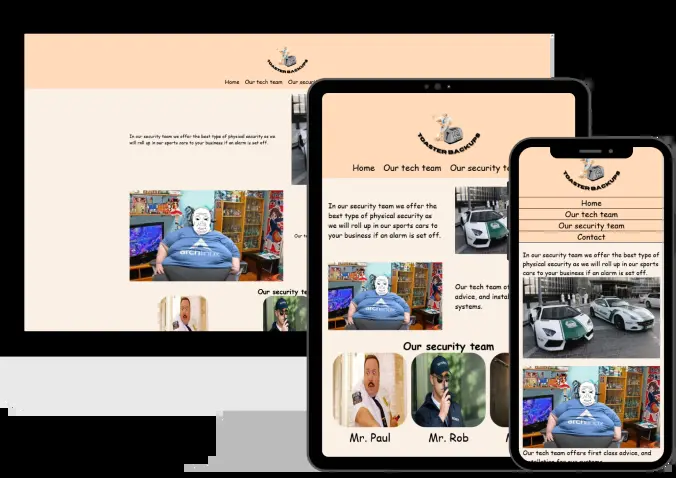 TOASTER BACKUPS
Home Our tech team Our
In our security team we offer the best type of physical security as we
will roll up in our sports cars to your business if an alarm is set off.
archlinux
Our
Our security
TOASTER BACKUPS
Home Our tech team Our security
In our security team we offer the
best type of physical security as
we will roll up in our sports cars to
your business if an alarm is set off.
archlinux
Our tech team
advice, and
systems.
Our security team
Mr. Paul Mr. Rob
TOASTER BACKUPS
Home
Our tech team
Our security team
Contact
In our security team we offer the best type of
physical security as we will roll up in our sports
cars to your business if an alarm is set off.
archlinux
Our tech team offers first class advice, and